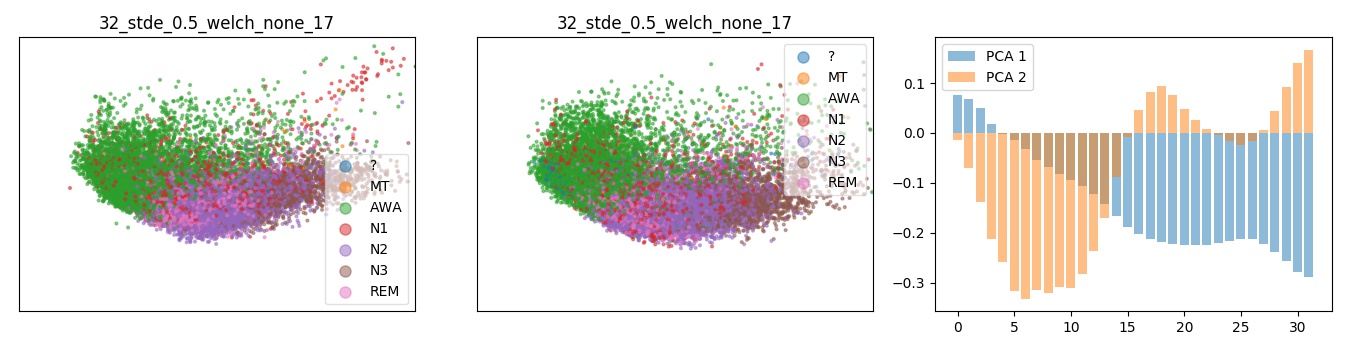 32_stde_0.5_welch_none_17
?
MT
AWA
N1
N2
N3
REM
32_stde_0.5_welch_none_17
?
MT
AWA
N1
N2
N3
REM
PCA 1
PCA 2
0.1
0.0
−0.1
−0.2
−0.3
0 5 10 15 20 25 30